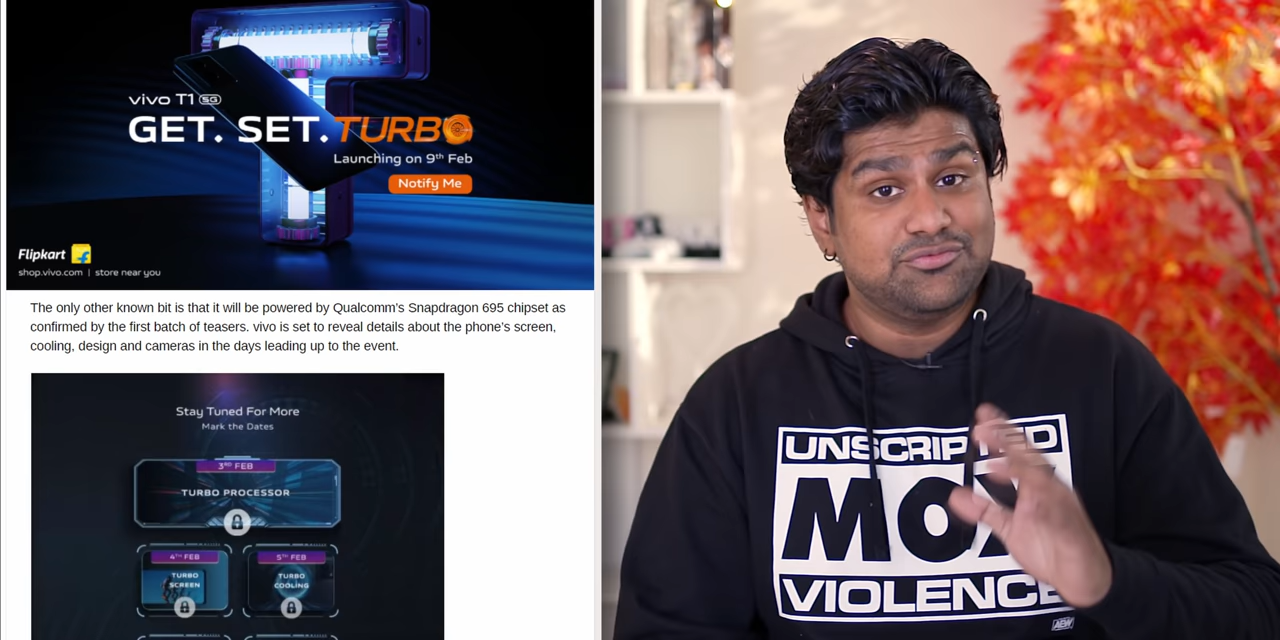 vivo T1 5G
GET. SET. TURBO
Launching on 9th Feb
Notify Me
Flipkart
shop.vivo.com | store near you
The only other known bit is that it will be powered by Qualcomm's Snapdragon 695 chipset as
confirmed by the first batch of teasers. vivo is set to reveal details about the phone's screen,
cooling, design and cameras in the days leading up to the event.
Stay Tuned For More
Mark the Dates
3RD FEB
TURBO PROCESSOR
4TH FEB
TURBO
SCREEN
5TH FEB
TURBO
COOLING
UNSCRIPTED
MOX
VIOLENCE
AEW